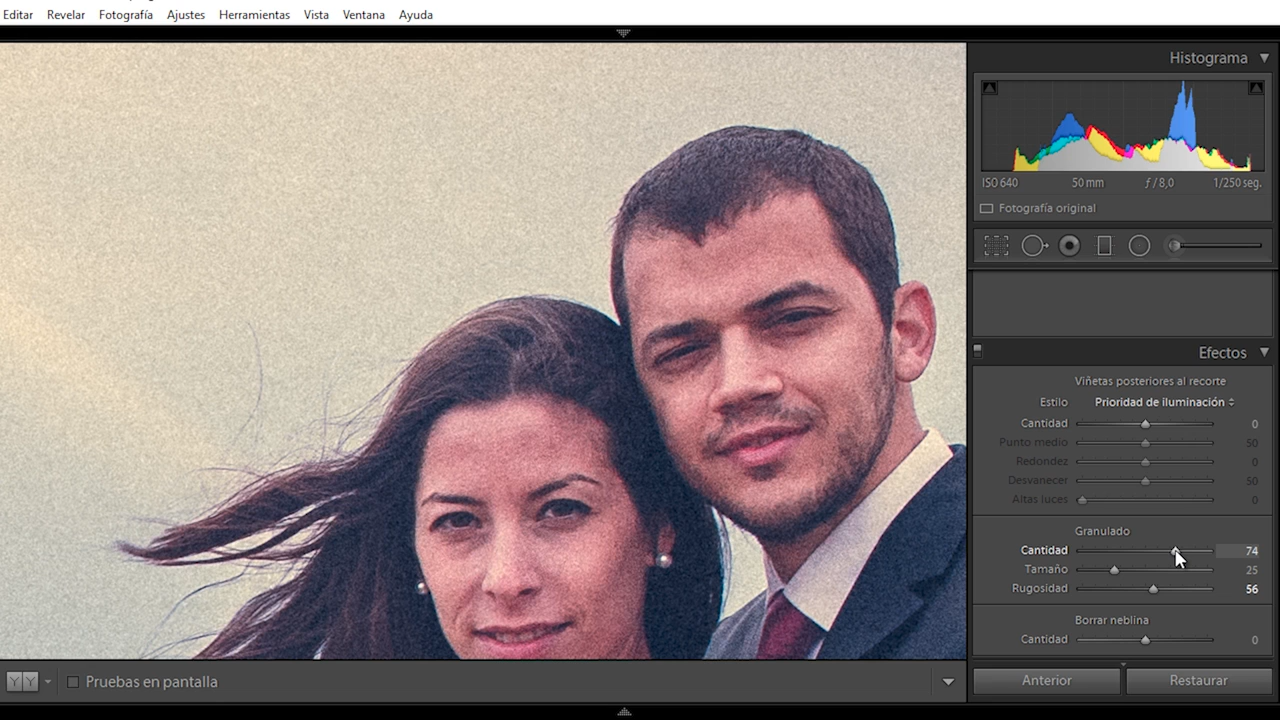 Editar Revelar Fotografía Ajustes Herramientas Vista Ventana Ayuda
Histograma
ISO 640 50 mm ƒ / 8,0 1/250 seg.
Fotografía original
Efectos
Viñetas posteriores al recorte
Estilo Prioridad de iluminación
Cantidad 0
Punto medio 50
Redondez 0
Desvanecer 50
Altas luces 0
Granulado
Cantidad 74
Tamaño 25
Rugosidad 56
Borrar neblina
Cantidad 0
Y Y Pruebas en pantalla
Anterior Restaurar